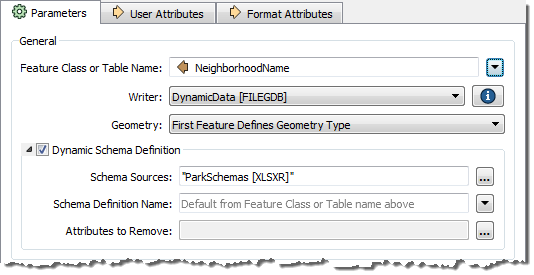 Parameters User Attributes Format Attributes
General
Feature Class or Table Name: NeighborhoodName
Writer: DynamicData [FILEGDB]
Geometry: First Feature Defines Geometry Type
Dynamic Schema Definition
Schema Sources: "ParkSchemas [XLSXR]" ...
Schema Definition Name: Default from Feature Class or Table name above
Attributes to Remove: ...